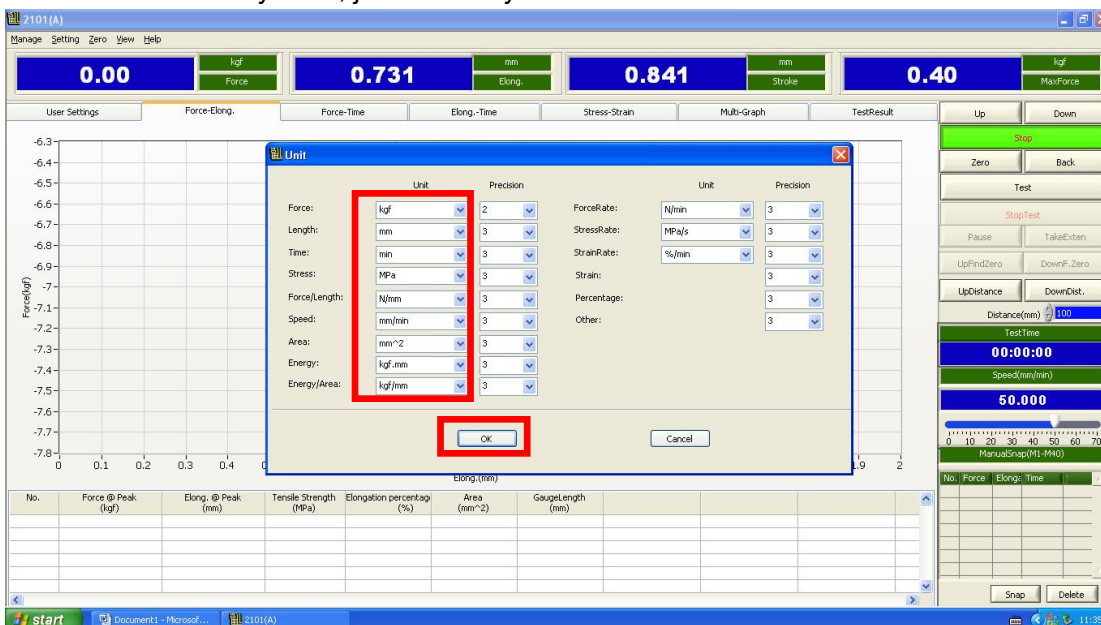 2101(A)
Manage Setting Zero View Help
0.00 kgf Force 0.731 mm Elong. 0.841 mm Stroke 0.40 kgf MaxForce
User Settings Force-Elong. Force-Time Elong.-Time Stress-Strain Multi-Graph TestResult
Up Down
Stop
Zero Back
Test
StopTest
Pause TakeExten
UpFindZero DownF.Zero
UpDistance DownDist.
Distance(mm) 100
TestTime
00:00:00
Speed(mm/min)
50.000
0 10 20 30 40 50 60 70
ManualSnap(M1-M40)
No. Force Elonga Time
Snap Delete
Force(kgf)
-6.3
-6.4
-6.5
-6.6
-6.7
-6.8
-6.9
-7
-7.1
-7.2
-7.3
-7.4
-7.5
-7.6
-7.7
-7.8
0 0.1 0.2 0.3 0.4 1.9 2
Elong.(mm)
Unit
Unit Precision Unit Precision
Force: kgf 2 ForceRate: N/min 3
Length: mm 3 StressRate: MPa/s 3
Time: min 3 StrainRate: %/min 3
Stress: MPa 3 Strain: 3
Force/Length: N/mm 3 Percentage: 3
Speed: mm/min 3 Other: 3
Area: mm^2 3
Energy: kgf.mm 3
Energy/Area: kgf/mm 3
OK Cancel
No. Force @ Peak Elong. @ Peak Tensile Strength Elongation percentag Area GaugeLength
(kgf) (mm) (MPa) (%) (mm^2) (mm)
start Document1 - Microsof... 2101(A) 11:35